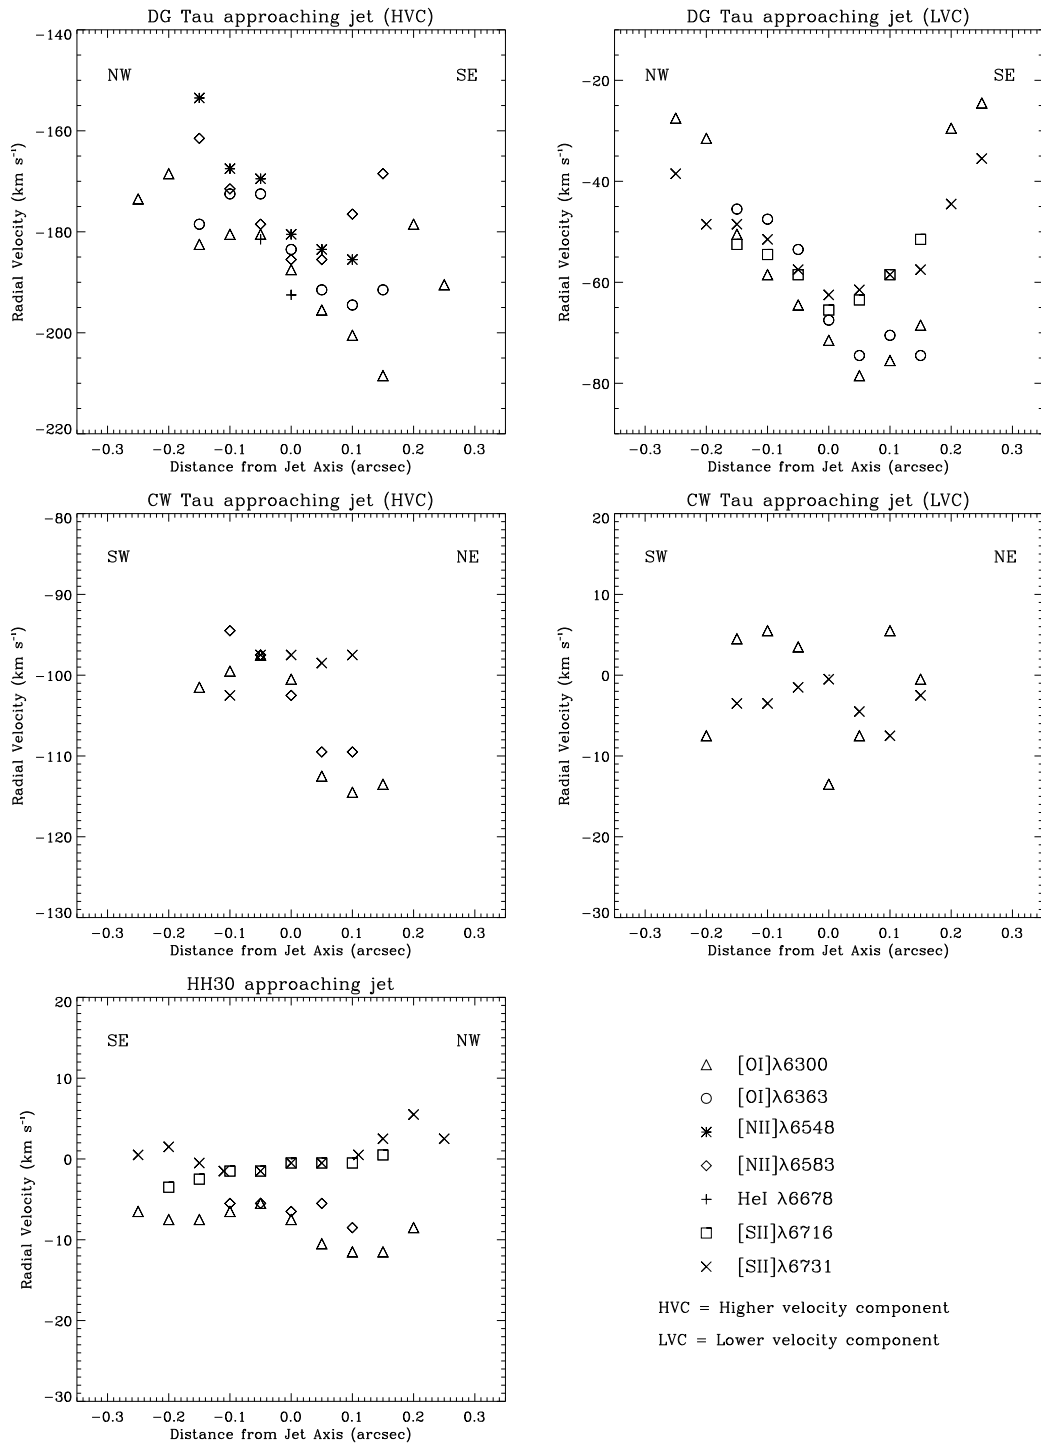 DG Tau approaching jet (HVC)
−140
−160
−180
−200
−220
Radial Velocity (km s⁻¹)
NW
SE
−0.3 −0.2 −0.1 0.0 0.1 0.2 0.3
Distance from Jet Axis (arcsec)
DG Tau approaching jet (LVC)
−20
−40
−60
−80
Radial Velocity (km s⁻¹)
NW
SE
−0.3 −0.2 −0.1 0.0 0.1 0.2 0.3
Distance from Jet Axis (arcsec)
CW Tau approaching jet (HVC)
−80
−90
−100
−110
−120
−130
Radial Velocity (km s⁻¹)
SW
NE
−0.3 −0.2 −0.1 0.0 0.1 0.2 0.3
Distance from Jet Axis (arcsec)
CW Tau approaching jet (LVC)
20
10
0
−10
−20
−30
Radial Velocity (km s⁻¹)
SW
NE
−0.3 −0.2 −0.1 0.0 0.1 0.2 0.3
Distance from Jet Axis (arcsec)
HH30 approaching jet
20
10
0
−10
−20
−30
Radial Velocity (km s⁻¹)
SE
NW
−0.3 −0.2 −0.1 0.0 0.1 0.2 0.3
Distance from Jet Axis (arcsec)
[OI]λ6300
[OI]λ6363
[NII]λ6548
[NII]λ6583
HeI λ6678
[SII]λ6716
[SII]λ6731
HVC = Higher velocity component
LVC = Lower velocity component